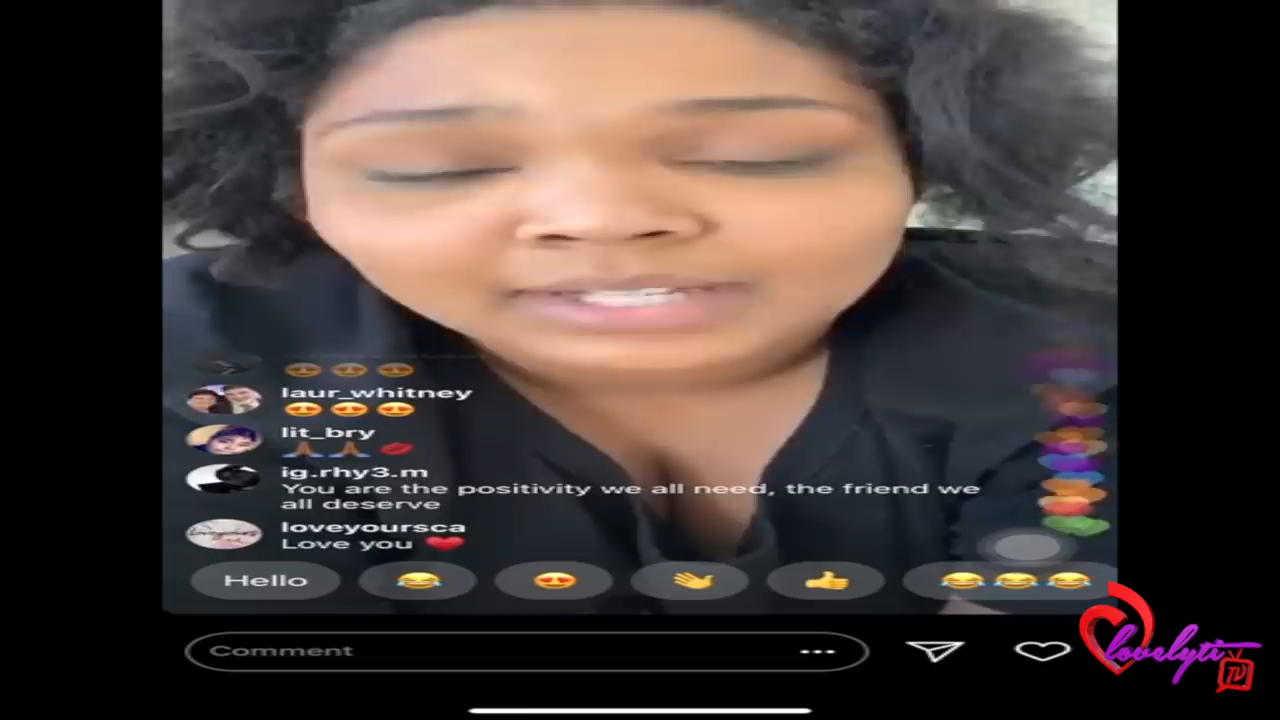 laur_whitney
lit_bry
ig.rhy3.m
You are the positivity we all need, the friend we
all deserve
loveyoursca
Love you
Hello
Comment
lovelyti
TV